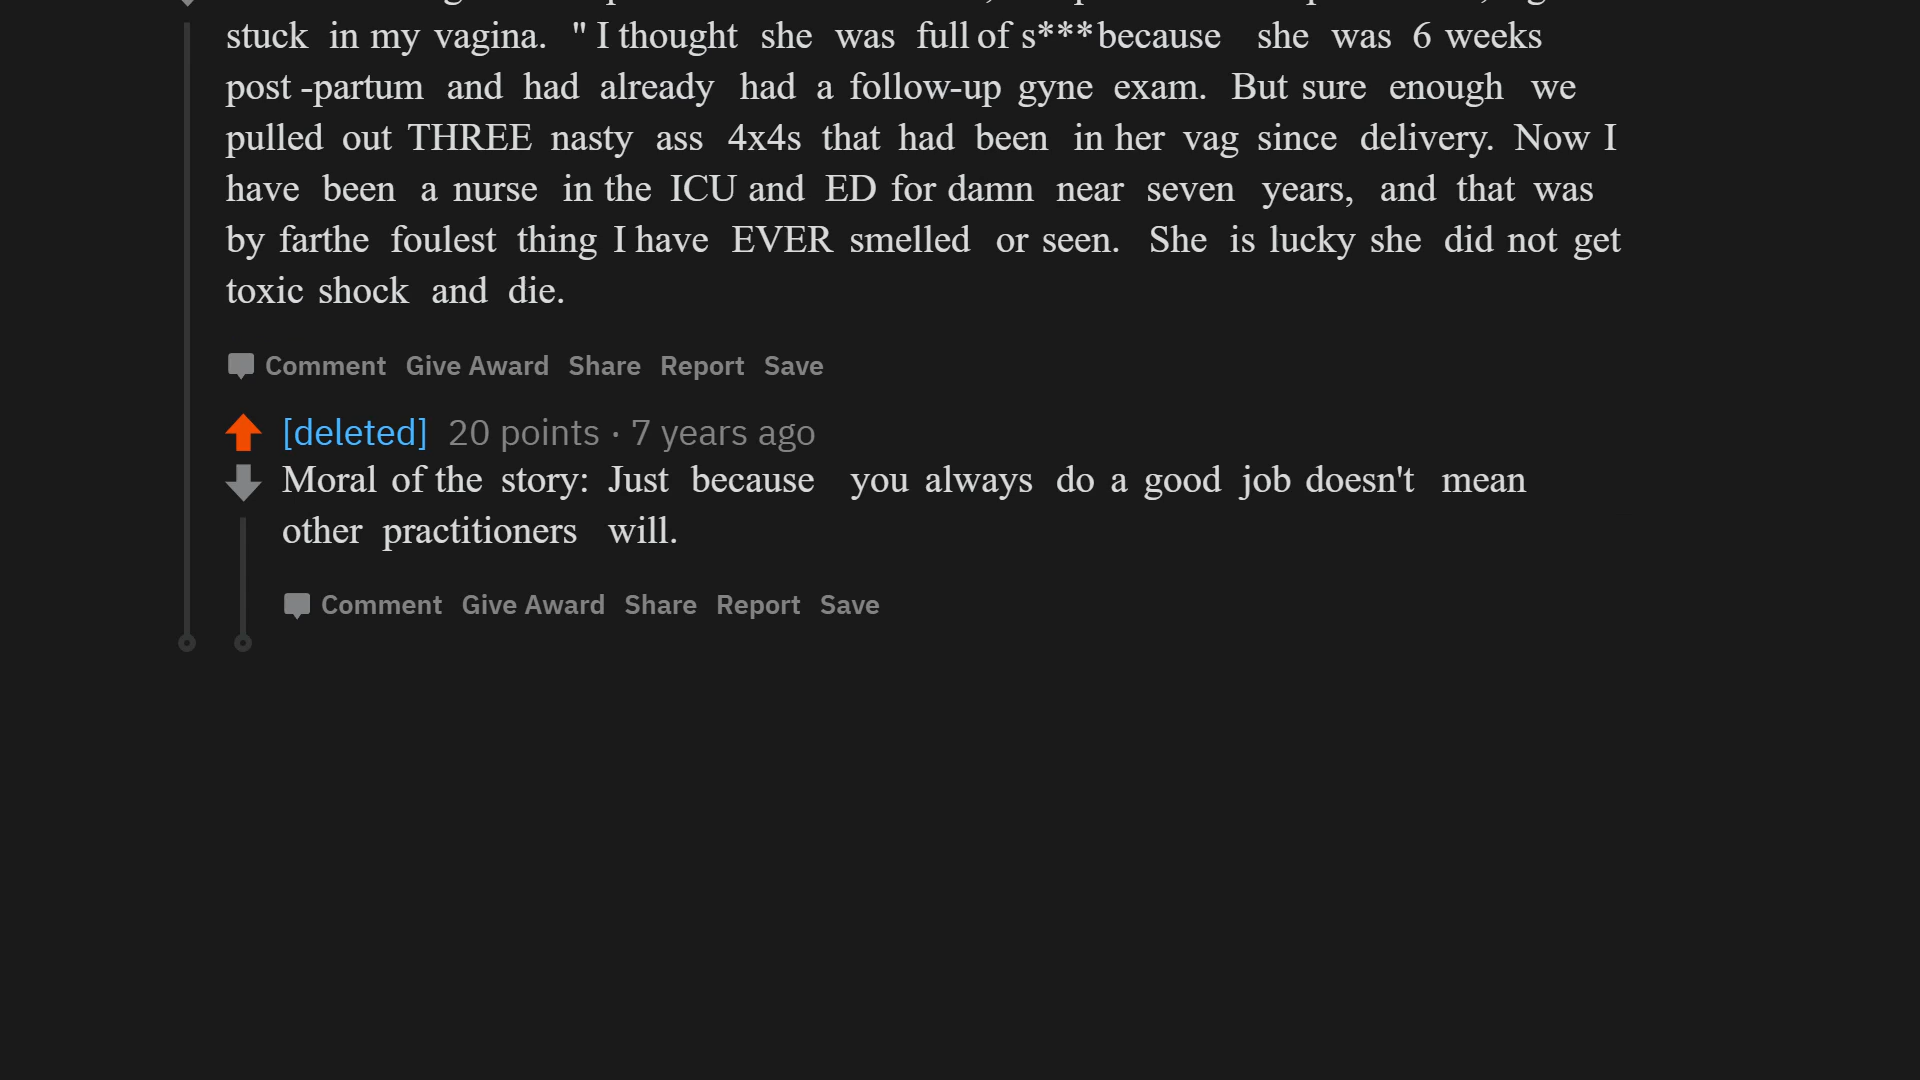 stuck in my vagina. " I thought she was full of s***because she was 6 weeks
post -partum and had already had a follow-up gyne exam. But sure enough we
pulled out THREE nasty ass 4x4s that had been in her vag since delivery. Now I
have been a nurse in the ICU and ED for damn near seven years, and that was
by farthe foulest thing I have EVER smelled or seen. She is lucky she did not get
toxic shock and die.
Comment Give Award Share Report Save
[deleted] 20 points · 7 years ago
Moral of the story: Just because you always do a good job doesn't mean
other practitioners will.
Comment Give Award Share Report Save